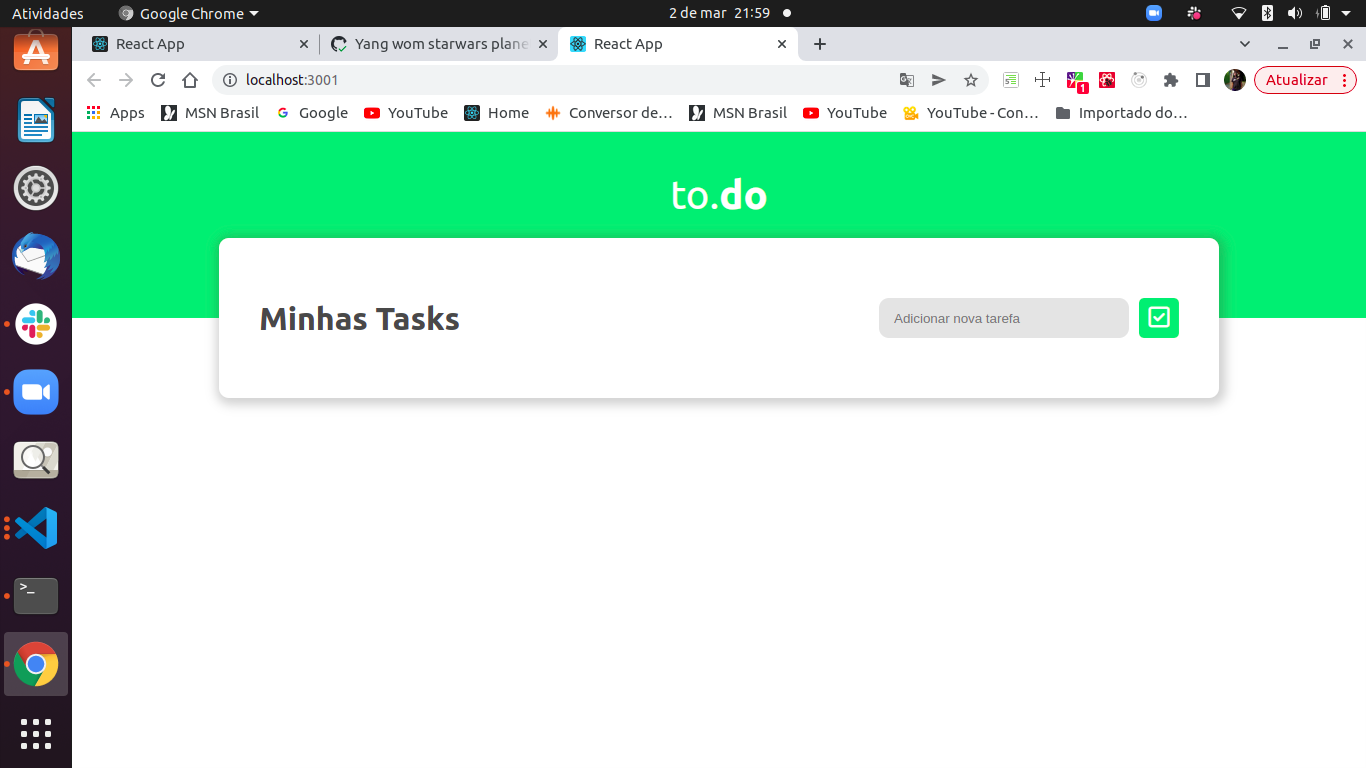 Atividades Google Chrome 2 de mar 21:59
React App Yang wom starwars plane React App
localhost:3001 1 Atualizar
Apps MSN Brasil Google YouTube Home Conversor de... MSN Brasil YouTube YouTube - Con... Importado do...
to.do
Minhas Tasks Adicionar nova tarefa
>_